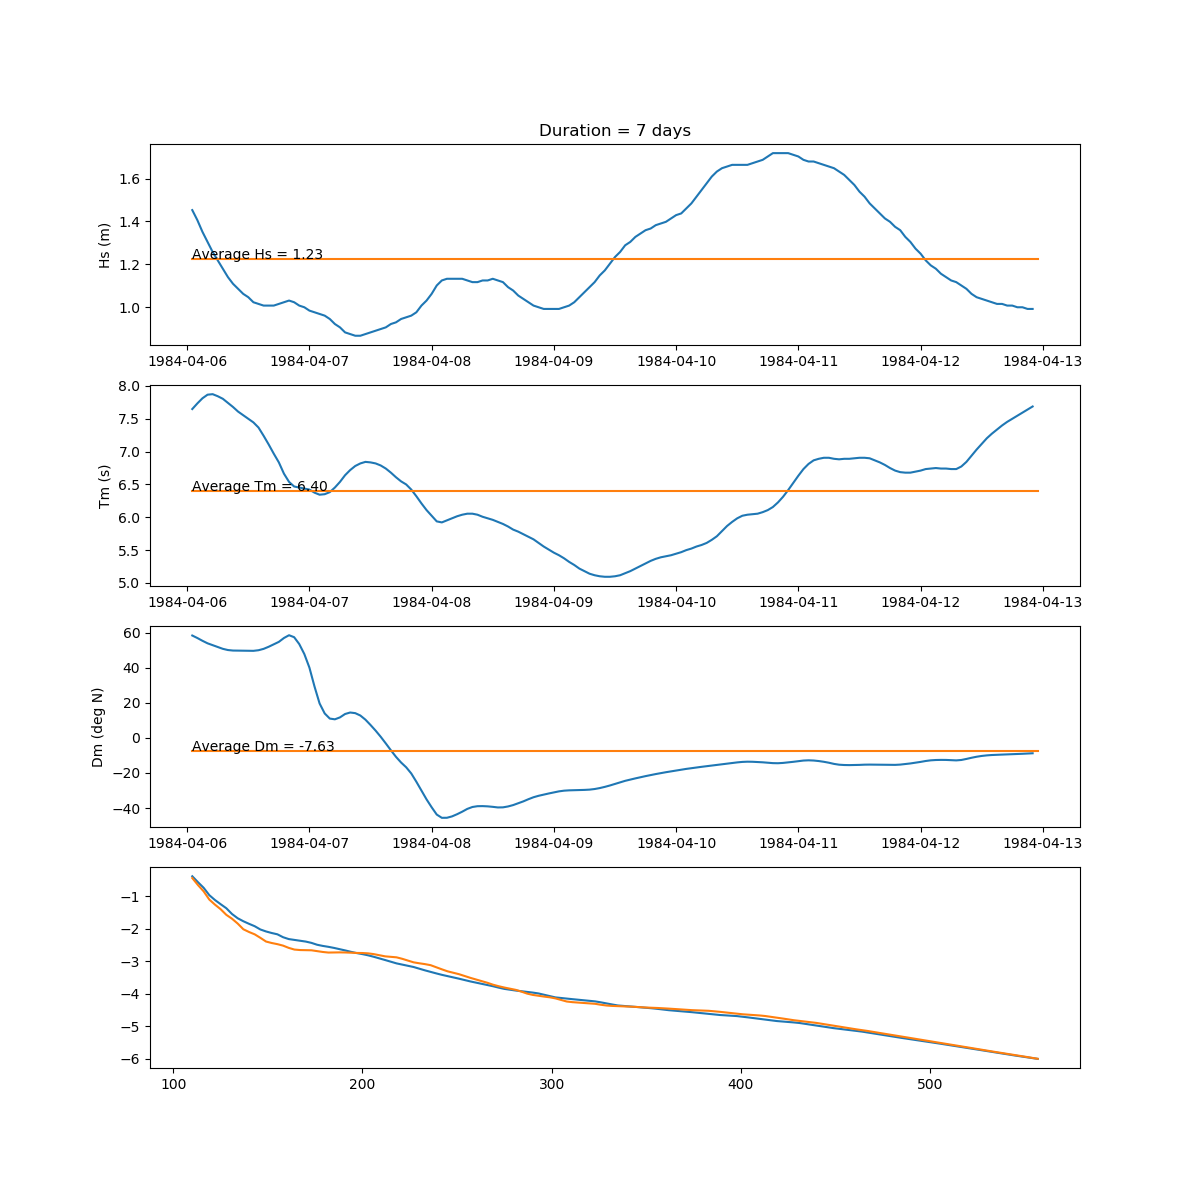 Duration = 7 days
Hs (m)
1.6
1.4
1.2
1.0
Average Hs = 1.23
1984-04-06 1984-04-07 1984-04-08 1984-04-09 1984-04-10 1984-04-11 1984-04-12 1984-04-13
Tm (s)
8.0
7.5
7.0
6.5
6.0
5.5
5.0
Average Tm = 6.40
1984-04-06 1984-04-07 1984-04-08 1984-04-09 1984-04-10 1984-04-11 1984-04-12 1984-04-13
Dm (deg N)
60
40
20
0
−20
−40
Average Dm = -7.63
1984-04-06 1984-04-07 1984-04-08 1984-04-09 1984-04-10 1984-04-11 1984-04-12 1984-04-13
−1
−2
−3
−4
−5
−6
100 200 300 400 500